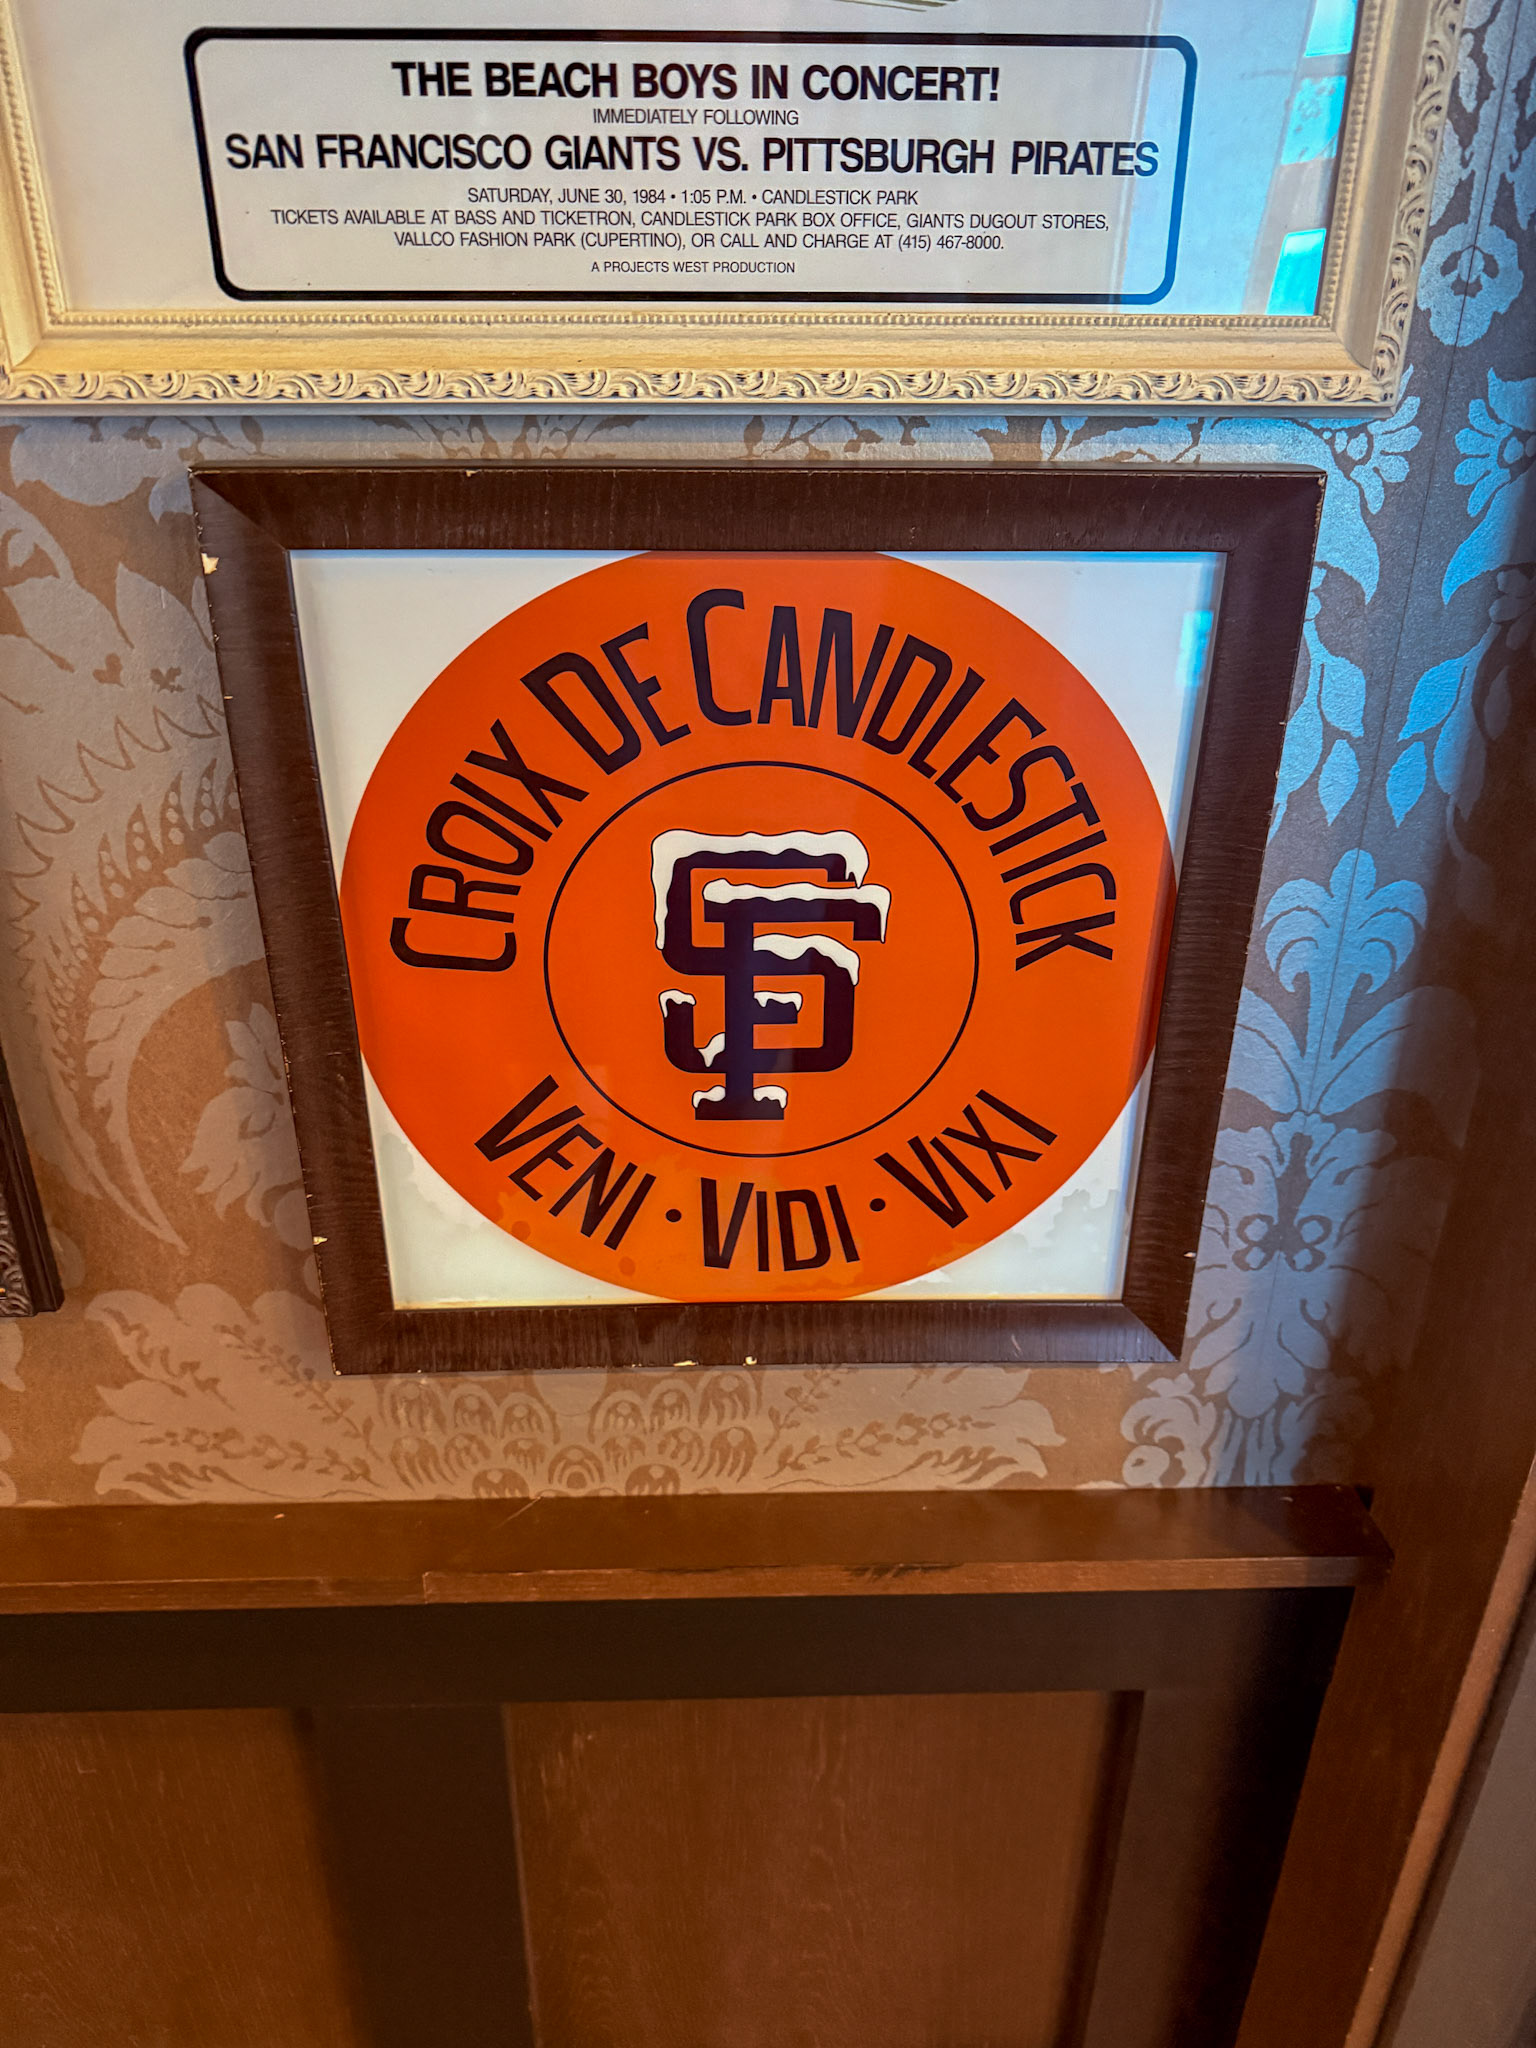 THE BEACH BOYS IN CONCERT!
IMMEDIATELY FOLLOWING
SAN FRANCISCO GIANTS VS. PITTSBURGH PIRATES
SATURDAY, JUNE 30, 1984 • 1:05 P.M. • CANDLESTICK PARK
TICKETS AVAILABLE AT BASS AND TICKETRON, CANDLESTICK PARK BOX OFFICE, GIANTS DUGOUT STORES,
VALLCO FASHION PARK (CUPERTINO), OR CALL AND CHARGE AT (415) 467-8000.
A PROJECTS WEST PRODUCTION
CROIX DE CANDLESTICK
SF
VENI • VIDI • VIXI